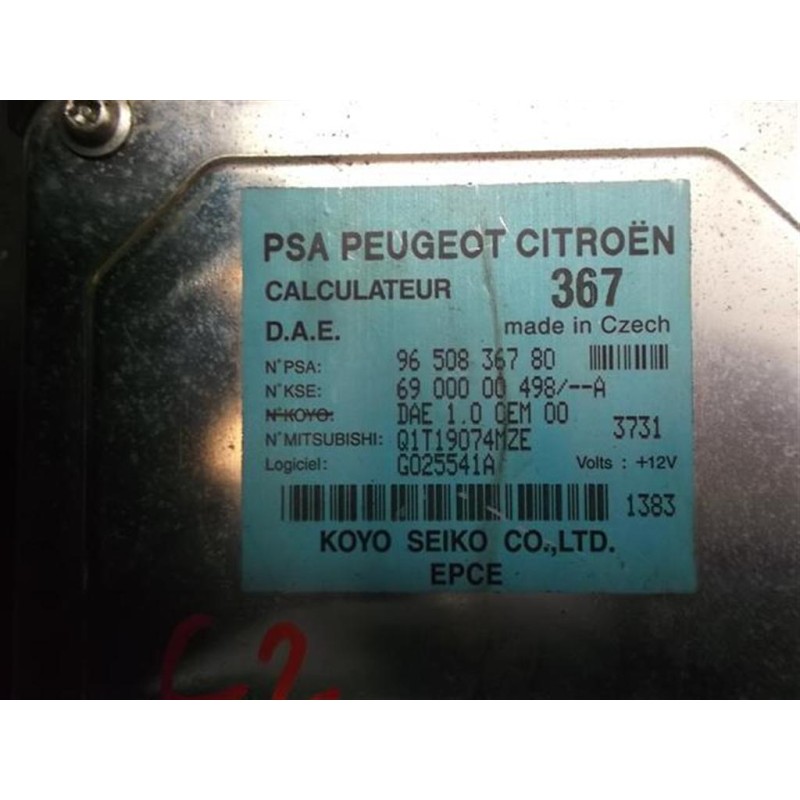 PSA PEUGEOT CITROËN
CALCULATEUR 367
D.A.E. made in Czech
N°PSA: 96 508 367 80
N°KSE: 69 000 00 498/--A
N°KOYO: DAE 1.0 OEM 00
3731
N°MITSUBISHI: Q1T19074MZE
Logiciel: G025541A Volts : +12V
1383
KOYO SEIKO CO.,LTD.
EPCE
C2